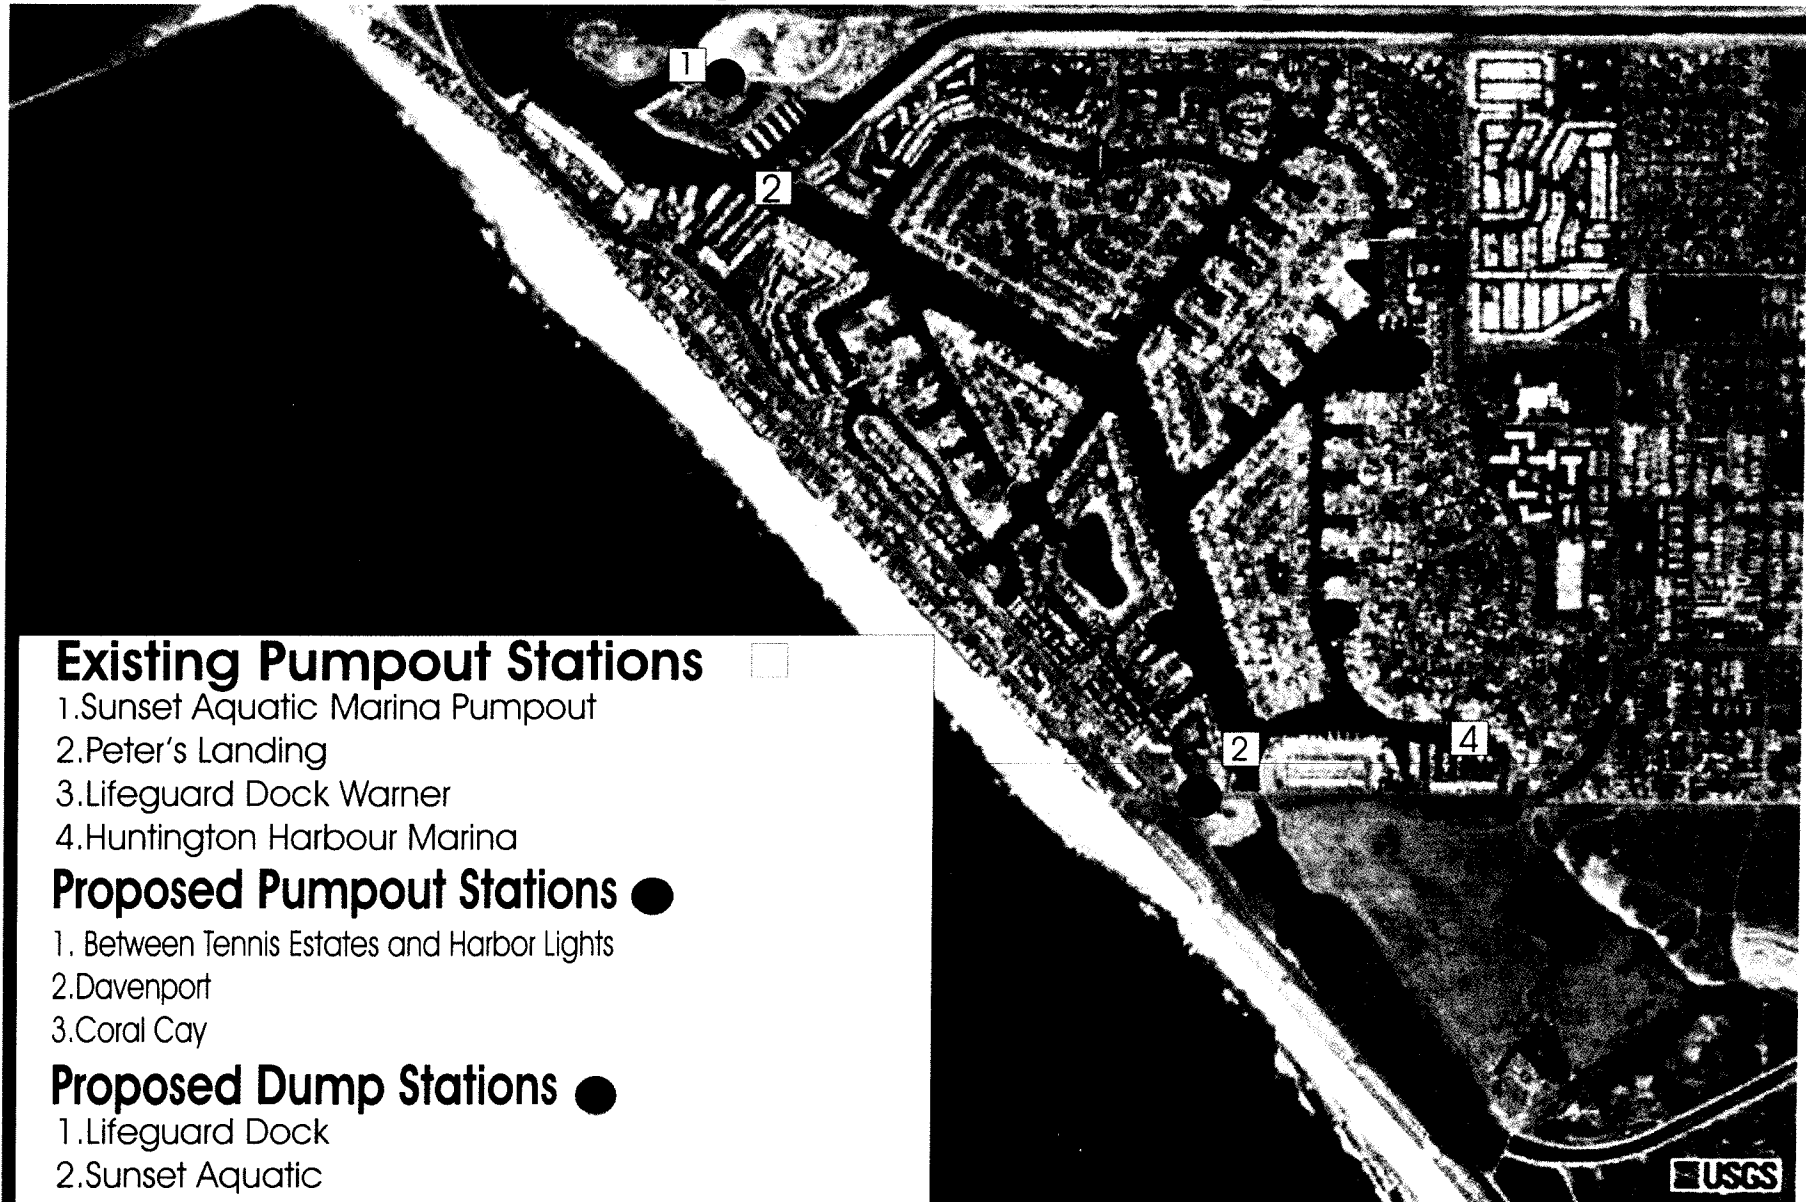 1
2
2
4
Existing Pumpout Stations
1.Sunset Aquatic Marina Pumpout
2.Peter's Landing
3.Lifeguard Dock Warner
4.Huntington Harbour Marina
Proposed Pumpout Stations
1. Between Tennis Estates and Harbor Lights
2.Davenport
3.Coral Cay
Proposed Dump Stations
1.Lifeguard Dock
2.Sunset Aquatic
USGS